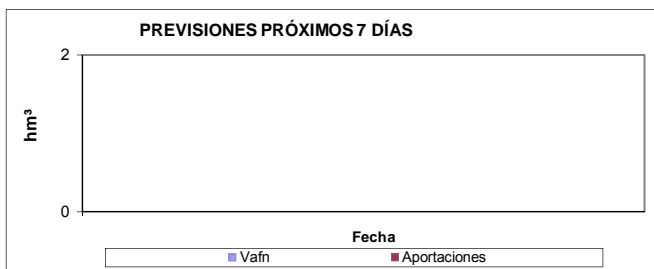 PREVISIONES PRÓXIMOS 7 DÍAS
2
hm³
0
Fecha
Vafn Aportaciones